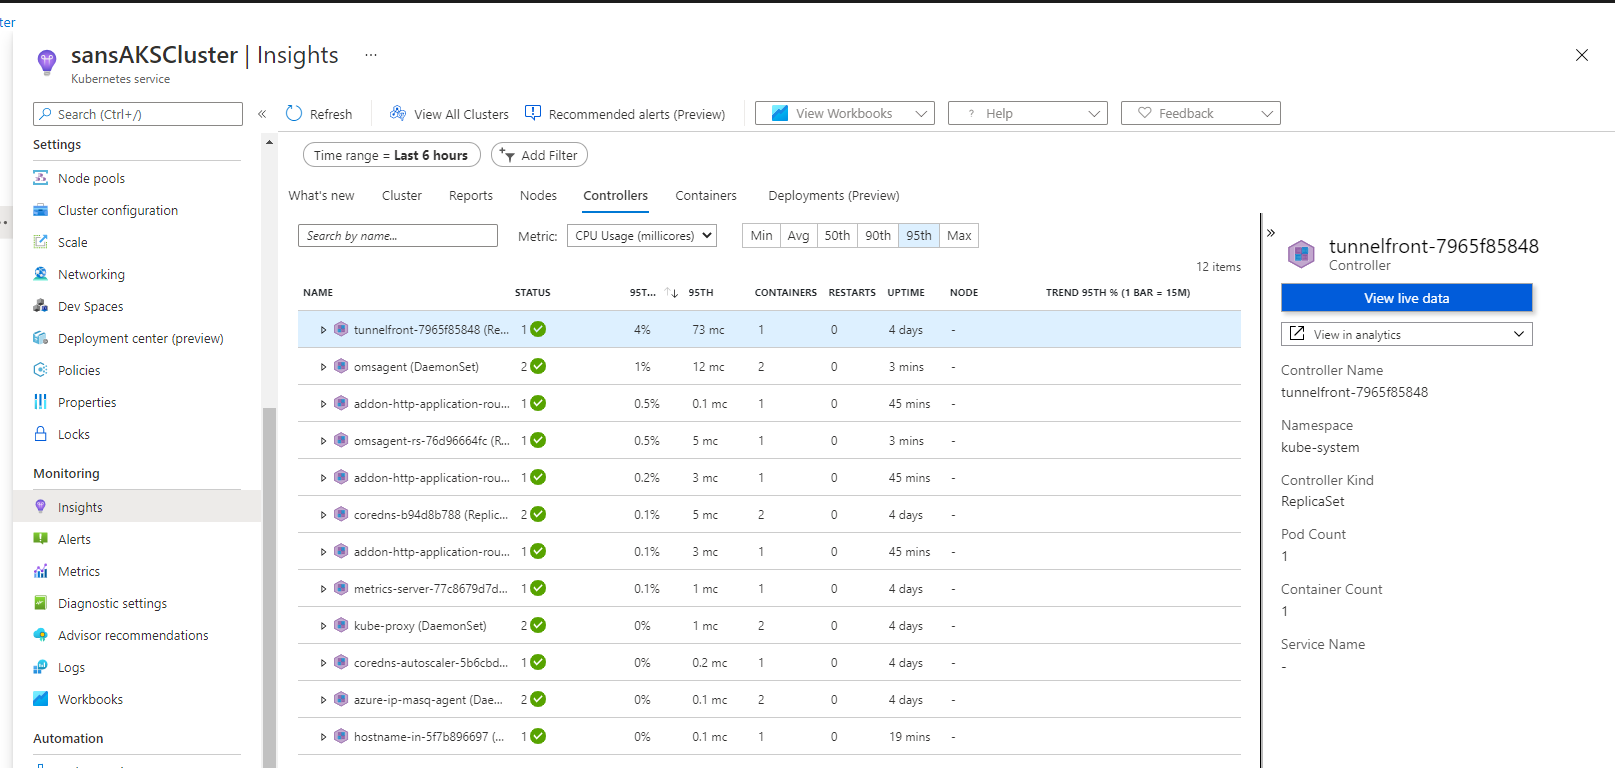 ter
sansAKSCluster | Insights ...
Kubernetes service
Search (Ctrl+/)
«
Refresh
View All Clusters
Recommended alerts (Preview)
View Workbooks
? Help
Feedback
Settings
Node pools
Cluster configuration
Scale
Networking
Dev Spaces
Deployment center (preview)
Policies
Properties
Locks
Monitoring
Insights
Alerts
Metrics
Diagnostic settings
Advisor recommendations
Logs
Workbooks
Automation
Time range = Last 6 hours
Add Filter
What's new Cluster Reports Nodes Controllers Containers Deployments (Preview)
Search by name...
Metric: CPU Usage (millicores)
Min Avg 50th 90th 95th Max
12 items
NAME STATUS 95T... ↑↓ 95TH CONTAINERS RESTARTS UPTIME NODE TREND 95TH % (1 BAR = 15M)
tunnelfront-7965f85848 (Re... 1 4% 73 mc 1 0 4 days -
omsagent (DaemonSet) 2 1% 12 mc 2 0 3 mins -
addon-http-application-rou... 1 0.5% 0.1 mc 1 0 45 mins -
omsagent-rs-76d96664fc (R... 1 0.5% 5 mc 1 0 3 mins -
addon-http-application-rou... 1 0.2% 3 mc 1 0 45 mins -
coredns-b94d8b788 (Replic... 2 0.1% 5 mc 2 0 4 days -
addon-http-application-rou... 1 0.1% 3 mc 1 0 45 mins -
metrics-server-77c8679d7d... 1 0.1% 1 mc 1 0 4 days -
kube-proxy (DaemonSet) 2 0% 1 mc 2 0 4 days -
coredns-autoscaler-5b6cbd... 1 0% 0.2 mc 1 0 4 days -
azure-ip-masq-agent (Dae... 2 0% 0.1 mc 2 0 4 days -
hostname-in-5f7b896697 (... 1 0% 0.1 mc 1 0 19 mins -
»
tunnelfront-7965f85848
Controller
View live data
View in analytics
Controller Name
tunnelfront-7965f85848
Namespace
kube-system
Controller Kind
ReplicaSet
Pod Count
1
Container Count
1
Service Name
-